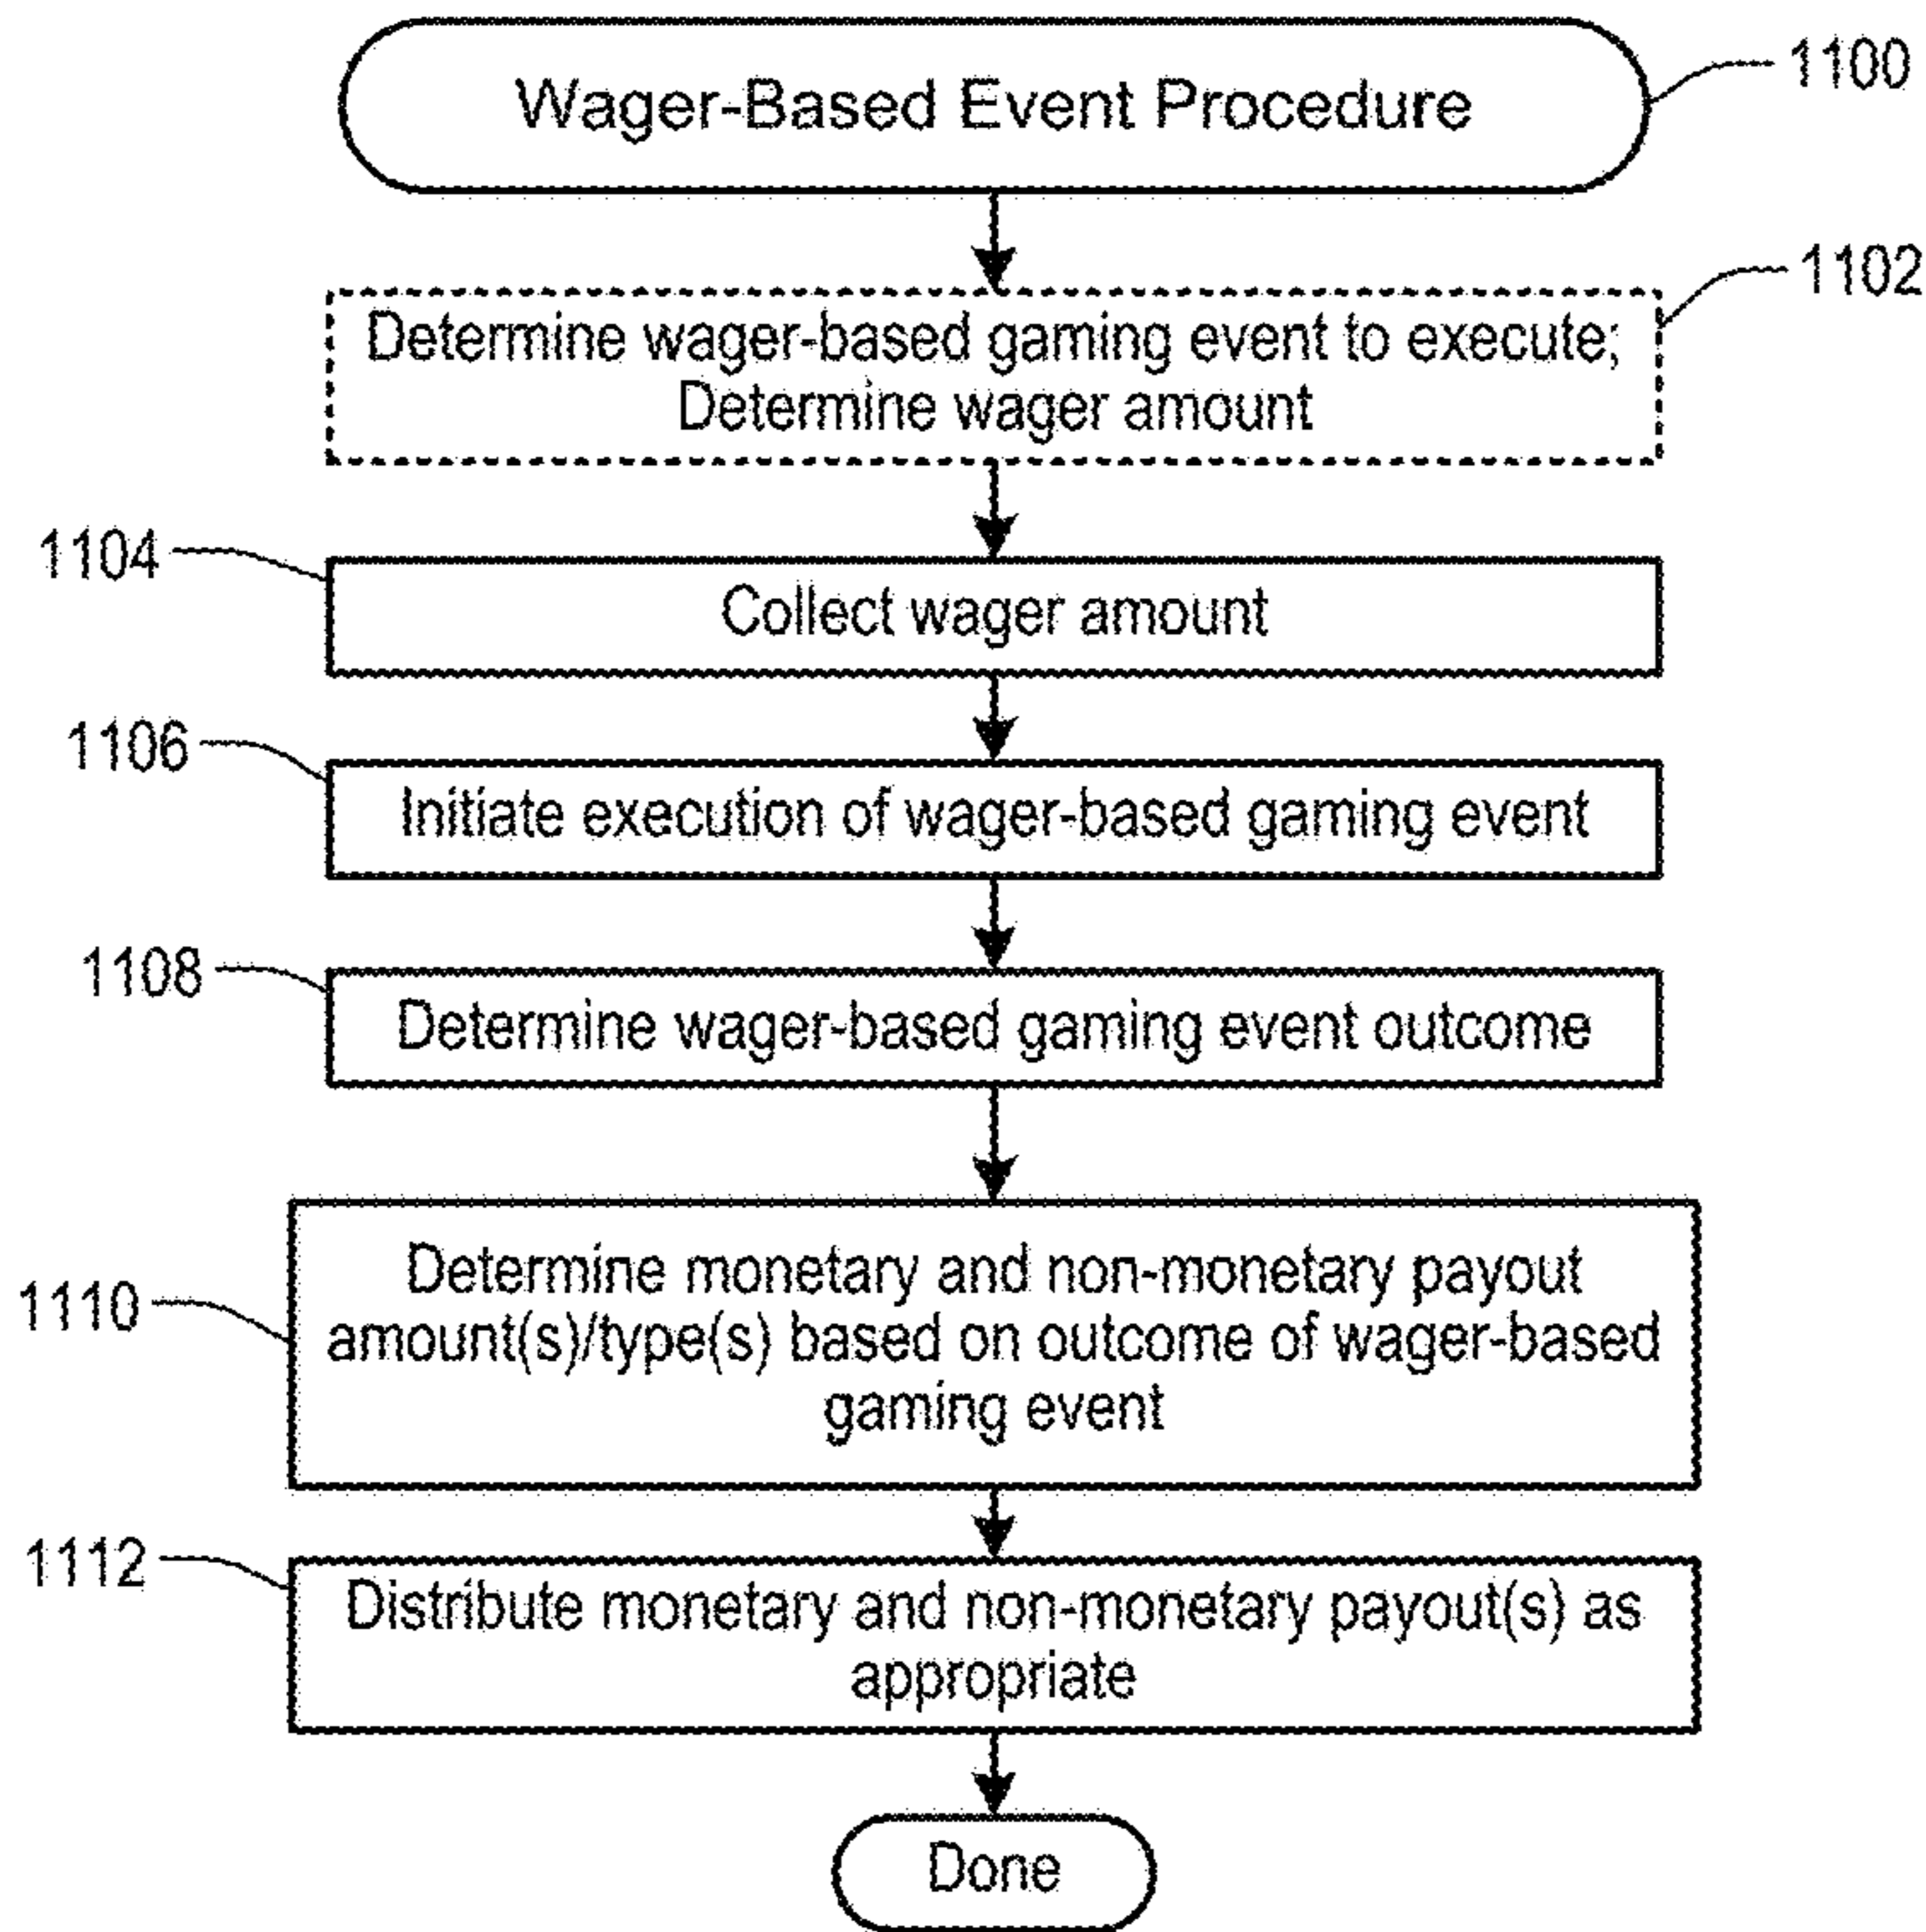 Wager-Based Event Procedure
1100
Determine wager-based gaming event to execute;
Determine wager amount
1102
1104
Collect wager amount
1106
Initiate execution of wager-based gaming event
1108
Determine wager-based gaming event outcome
1110
Determine monetary and non-monetary payout
amount(s)/type(s) based on outcome of wager-based
gaming event
1112
Distribute monetary and non-monetary payout(s) as
appropriate
Done